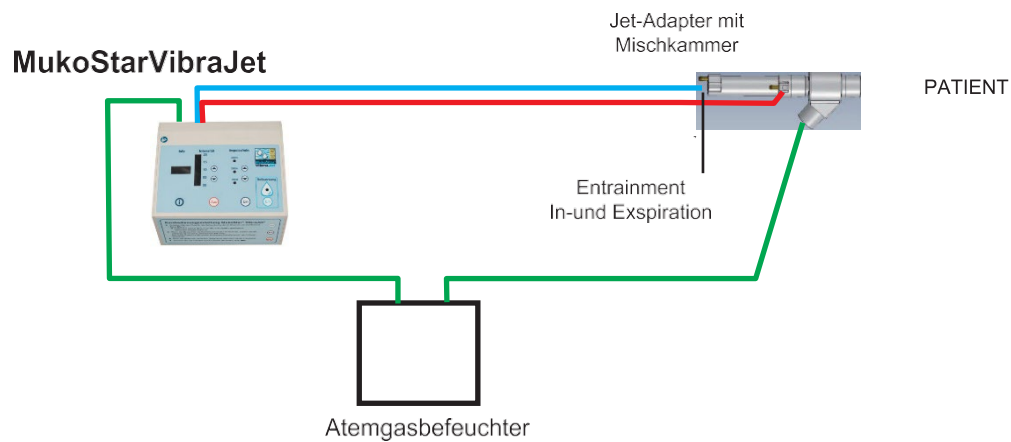 Jet-Adapter mit
Mischkammer
MukoStarVibraJet
PATIENT
Entrainment
In-und Exspiration
Atemgasbefeuchter